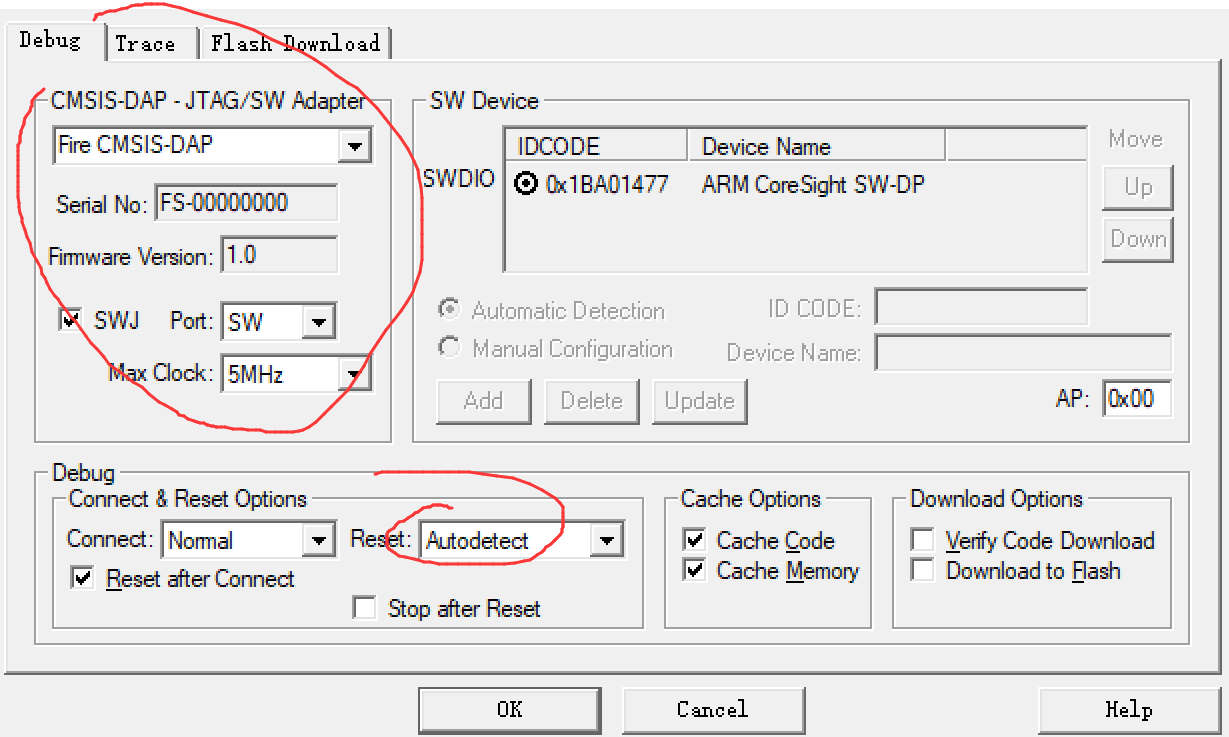 Debug Trace Flash Download
CMSIS-DAP - JTAG/SW Adapter
Fire CMSIS-DAP
Serial No: FS-00000000
Firmware Version: 1.0
SWJ Port: SW
Max Clock: 5MHz
SW Device
IDCODE Device Name
SWDIO 0x1BA01477 ARM CoreSight SW-DP
Move
Up
Down
Automatic Detection ID CODE:
Manual Configuration Device Name:
Add Delete Update AP: 0x00
Debug
Connect & Reset Options
Connect: Normal Reset: Autodetect
Reset after Connect
Stop after Reset
Cache Options
Cache Code
Cache Memory
Download Options
Verify Code Download
Download to Flash
OK Cancel Help